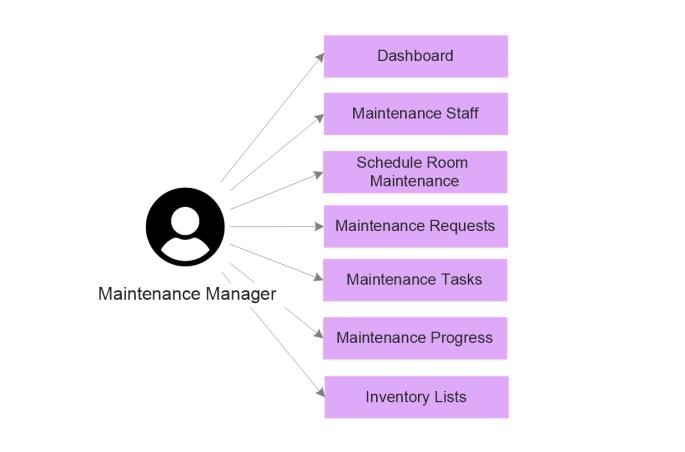 Dashboard
Maintenance Staff
Schedule Room
Maintenance
Maintenance Requests
Maintenance Tasks
Maintenance Manager
Maintenance Progress
Inventory Lists